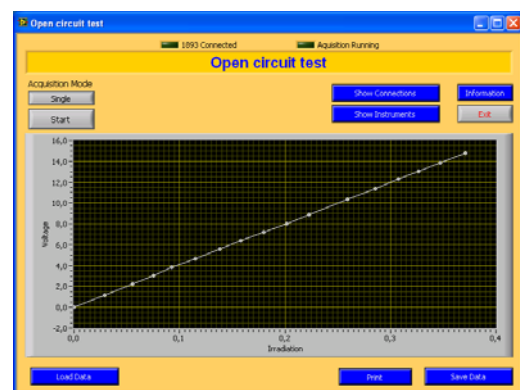 Open circuit test
1893 Connected Aquisition Running
Open circuit test
Acquisition Mode
Single
Start
Show Connections
Show Instruments
Information
Exit
16,0
14,0
12,0
10,0
8,0
6,0
4,0
2,0
0,0
-2,0
Voltage
0,0 0,1 0,2 0,3 0,4
Irradiation
Load Data Print Save Data